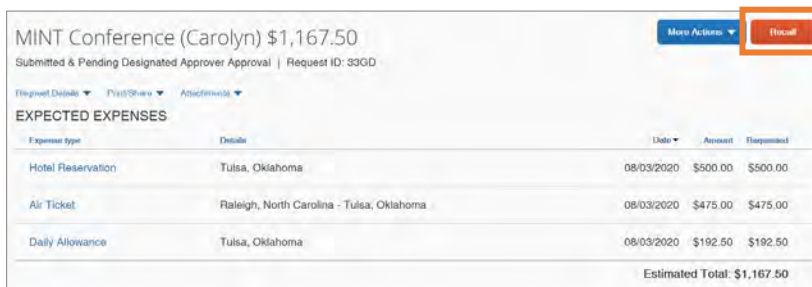 MINT Conference (Carolyn) $1,167.50
More Actions
Recall
Submitted & Pending Designated Approver Approval | Request ID: 33GD
Request Details Print/Share Attachments
EXPECTED EXPENSES
Expense type Details Date Amount Requested
Hotel Reservation Tulsa, Oklahoma 08/03/2020 $500.00 $500.00
Air Ticket Raleigh, North Carolina - Tulsa, Oklahoma 08/03/2020 $475.00 $475.00
Daily Allowance Tulsa, Oklahoma 08/03/2020 $192.50 $192.50
Estimated Total: $1,167.50